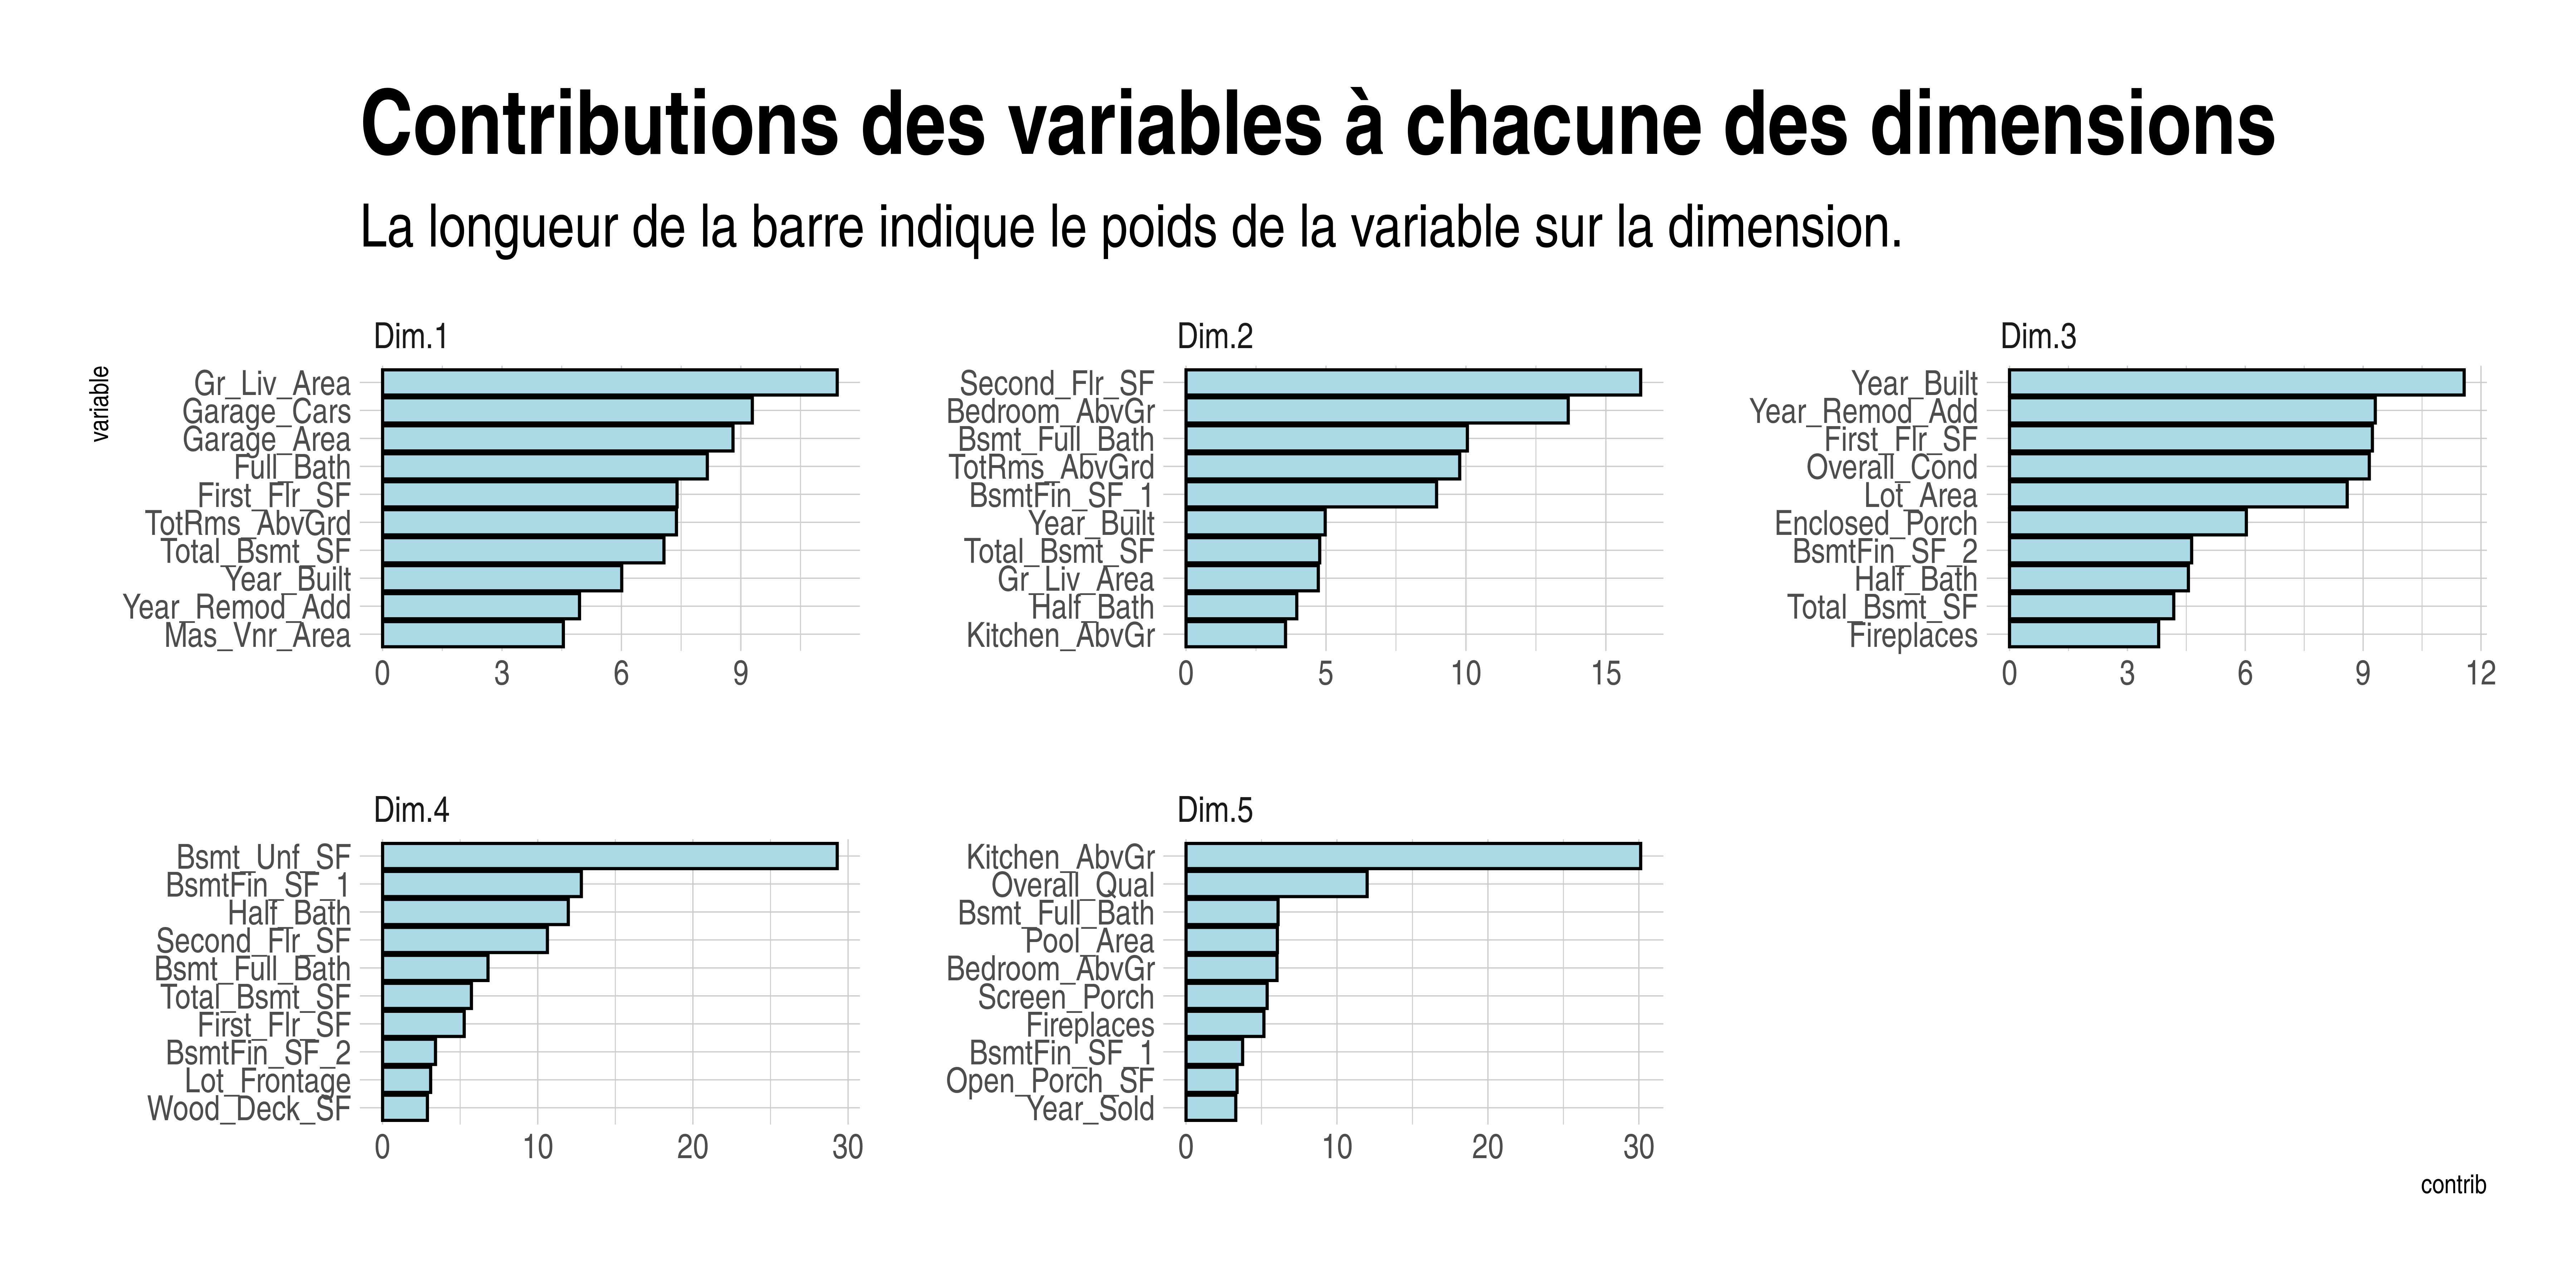 Contributions des variables à chacune des dimensions
La longueur de la barre indique le poids de la variable sur la dimension.
variable
Dim.1
Gr_Liv_Area
Garage_Cars
Garage_Area
Full_Bath
First_Flr_SF
TotRms_AbvGrd
Total_Bsmt_SF
Year_Built
Year_Remod_Add
Mas_Vnr_Area
0 3 6 9
Dim.2
Second_Flr_SF
Bedroom_AbvGr
Bsmt_Full_Bath
TotRms_AbvGrd
BsmtFin_SF_1
Year_Built
Total_Bsmt_SF
Gr_Liv_Area
Half_Bath
Kitchen_AbvGr
0 5 10 15
Dim.3
Year_Built
Year_Remod_Add
First_Flr_SF
Overall_Cond
Lot_Area
Enclosed_Porch
BsmtFin_SF_2
Half_Bath
Total_Bsmt_SF
Fireplaces
0 3 6 9 12
Dim.4
Bsmt_Unf_SF
BsmtFin_SF_1
Half_Bath
Second_Flr_SF
Bsmt_Full_Bath
Total_Bsmt_SF
First_Flr_SF
BsmtFin_SF_2
Lot_Frontage
Wood_Deck_SF
0 10 20 30
Dim.5
Kitchen_AbvGr
Overall_Qual
Bsmt_Full_Bath
Pool_Area
Bedroom_AbvGr
Screen_Porch
Fireplaces
BsmtFin_SF_1
Open_Porch_SF
Year_Sold
0 10 20 30
contrib